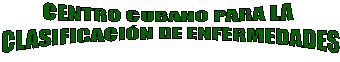 CENTRO CUBANO PARA LA
CLASIFICACIÓN DE ENFERMEDADES